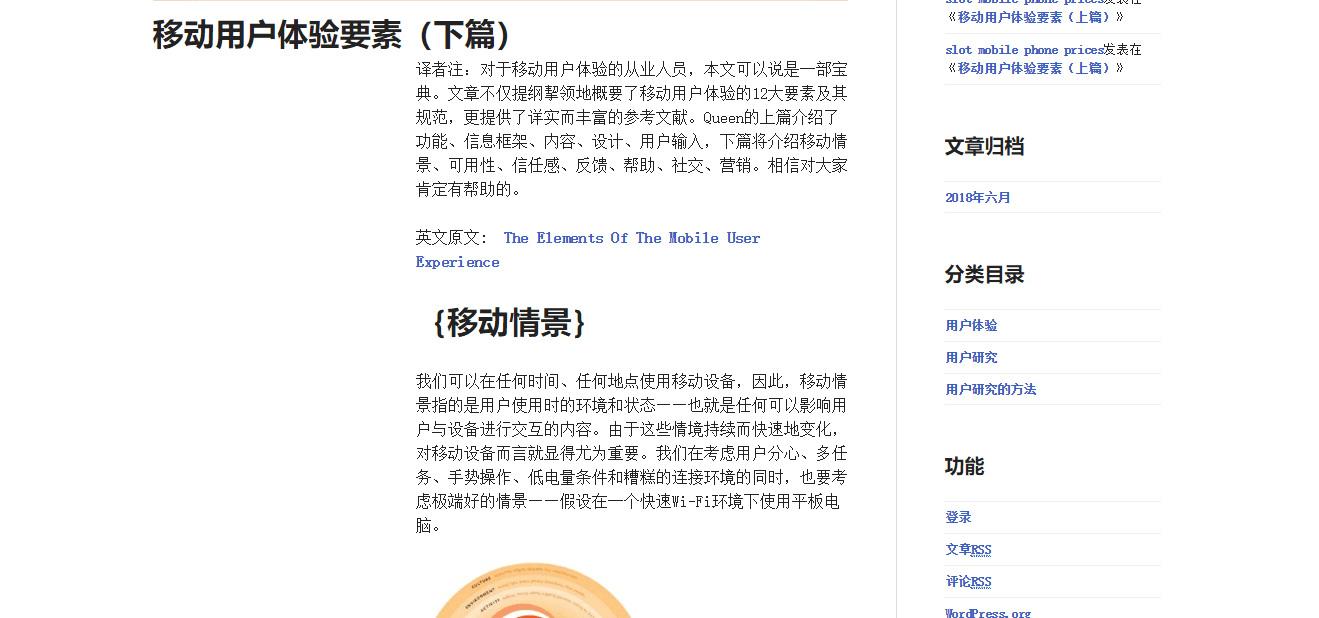 移动用户体验要素（下篇）
译者注：对于移动用户体验的从业人员，本文可以说是一部宝
典。文章不仅提纲挈领地概要了移动用户体验的12大要素及其
规范，更提供了详实而丰富的参考文献。Queen的上篇介绍了
功能、信息框架、内容、设计、用户输入，下篇将介绍移动情
景、可用性、信任感、反馈、帮助、社交、营销。相信对大家
肯定有帮助的。
英文原文： The Elements Of The Mobile User
Experience
{移动情景}
我们可以在任何时间、任何地点使用移动设备，因此，移动情
景指的是用户使用时的环境和状态——也就是任何可以影响用
户与设备进行交互的内容。由于这些情境持续而快速地变化，
对移动设备而言就显得尤为重要。我们在考虑用户分心、多任
务、手势操作、低电量条件和糟糕的连接环境的同时，也要考
虑极端好的情景——假设在一个快速Wi-Fi环境下使用平板电
脑。
CULTURE
ENVIRONMENT
ACTIVITY
slot mobile phone prices发表在
《移动用户体验要素（上篇）》
slot mobile phone prices发表在
《移动用户体验要素（上篇）》
文章归档
2018年六月
分类目录
用户体验
用户研究
用户研究的方法
功能
登录
文章RSS
评论RSS
WordPress.org